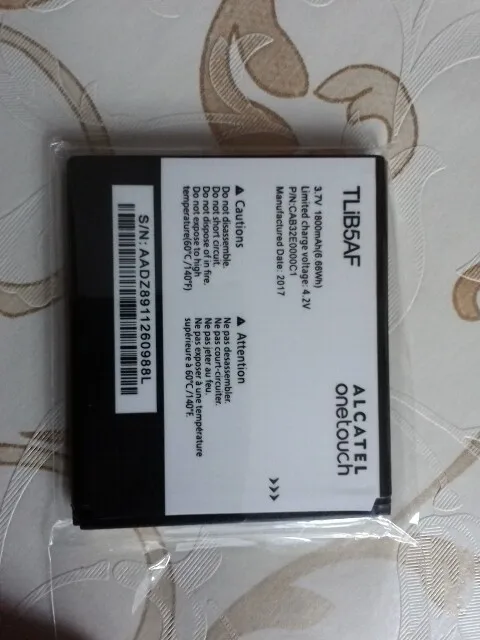 TLiB5AF
ALCATEL
onetouch
3.7V 1800mAh(6.66Wh)
Limited charge voltage: 4.2V
P/N:CAB32E0000C1
Manufactured Date: 2017
Cautions
Do not disassemble.
Do not short circuit.
Do not dispose of in fire.
Do not expose to high
temperature(60°C/140°F)
Attention
Ne pas desassembler.
Ne pas court-circuiter.
Ne pas jeter au feu.
Ne pas exposer à une température
supérieure à 60°C/140°F.
S/N: AADZ8911260988L